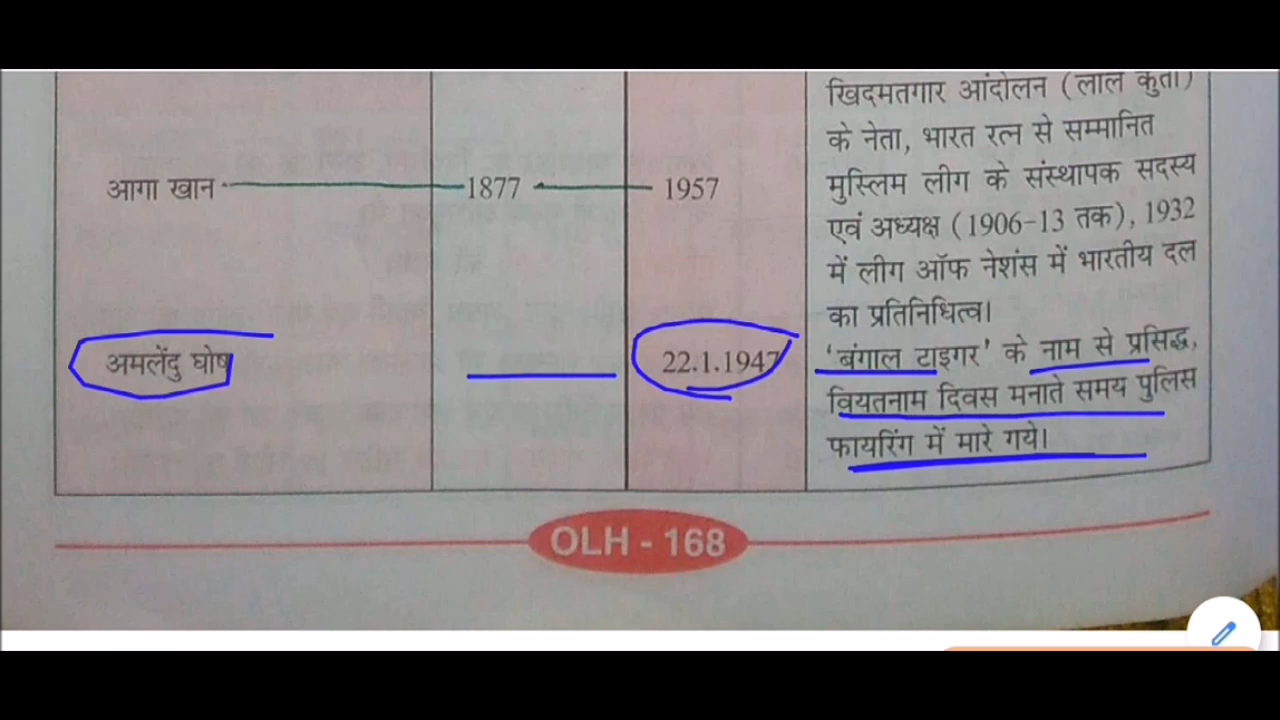 खिदमतगार आंदोलन (लाल कुर्ता)
के नेता, भारत रत्न से सम्मानित
आगा खान 1877 1957 मुस्लिम लीग के संस्थापक सदस्य
एवं अध्यक्ष (1906-13 तक), 1932
में लीग ऑफ नेशंस में भारतीय दल
का प्रतिनिधित्व।
अमलेंदु घोष 22.1.1947 'बंगाल टाइगर' के नाम से प्रसिद्ध,
वियतनाम दिवस मनाते समय पुलिस
फायरिंग में मारे गये।
OLH - 168